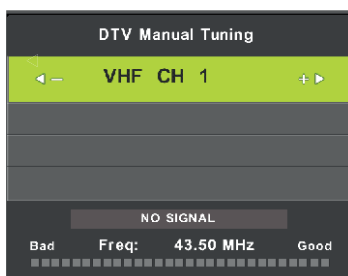 DTV Manual Tuning
− VHF CH 1 +
NO SIGNAL
Bad Freq: 43.50 MHz Good